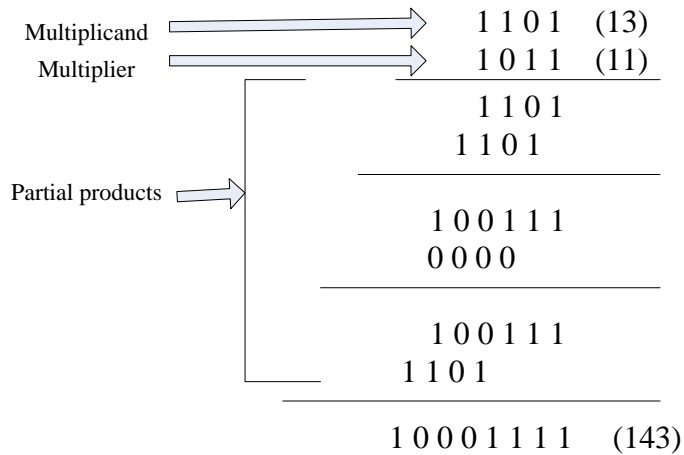 Multiplicand 1 1 0 1 (13)
Multiplier 1 0 1 1 (11)
1 1 0 1
1 1 0 1
Partial products
1 0 0 1 1 1
0 0 0 0
1 0 0 1 1 1
1 1 0 1
1 0 0 0 1 1 1 1 (143)